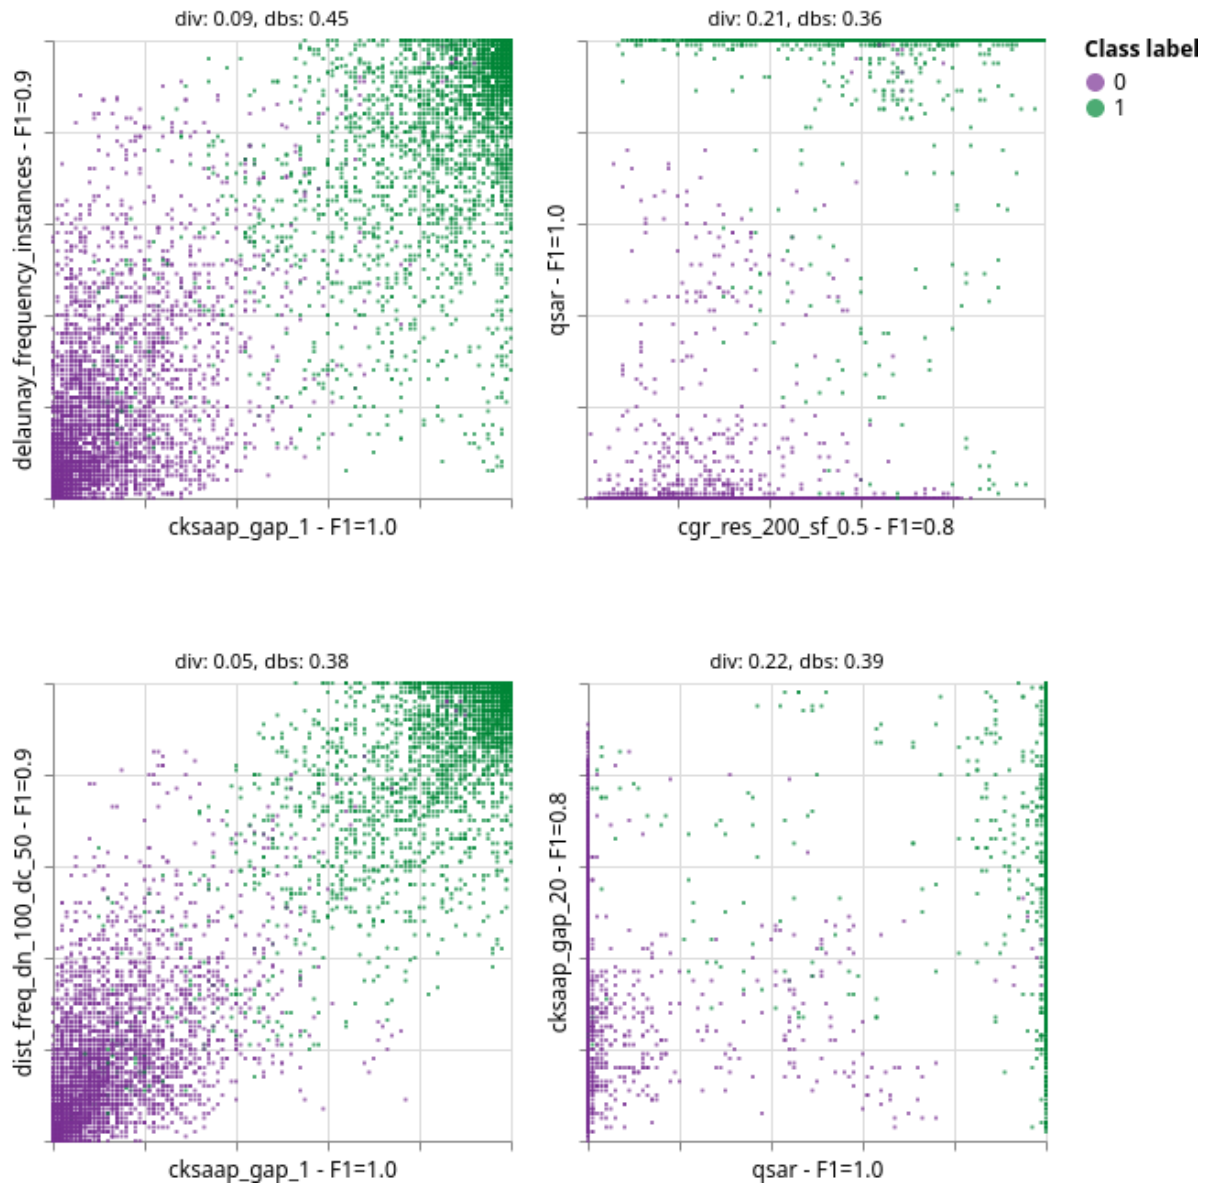 div: 0.09, dbs: 0.45
div: 0.21, dbs: 0.36
Class label
0
1
delaunay_frequency_instances - F1=0.9
cksaap_gap_1 - F1=1.0
qsar - F1=1.0
cgr_res_200_sf_0.5 - F1=0.8
div: 0.05, dbs: 0.38
div: 0.22, dbs: 0.39
dist_freq_dn_100_dc_50 - F1=0.9
cksaap_gap_1 - F1=1.0
cksaap_gap_20 - F1=0.8
qsar - F1=1.0